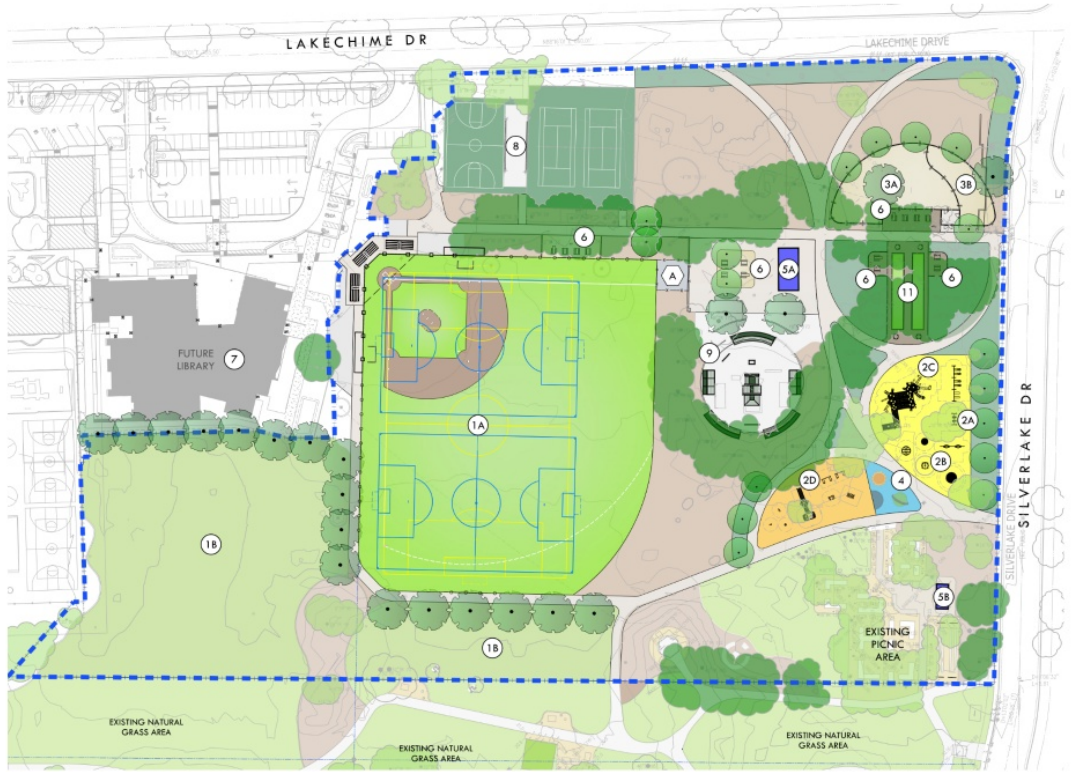 LAKECHIME DR
LAKECHIME DRIVE
8
3A
3B
6
6
A
6
5A
6
11
6
FUTURE
LIBRARY
7
9
2C
2A
1A
2B
2D
4
SILVERLAKE DR
SILVERLAKE DRIVE
1B
5B
EXISTING
PICNIC
AREA
1B
EXISTING NATURAL
GRASS AREA
EXISTING NATURAL
GRASS AREA
EXISTING NATURAL
GRASS AREA